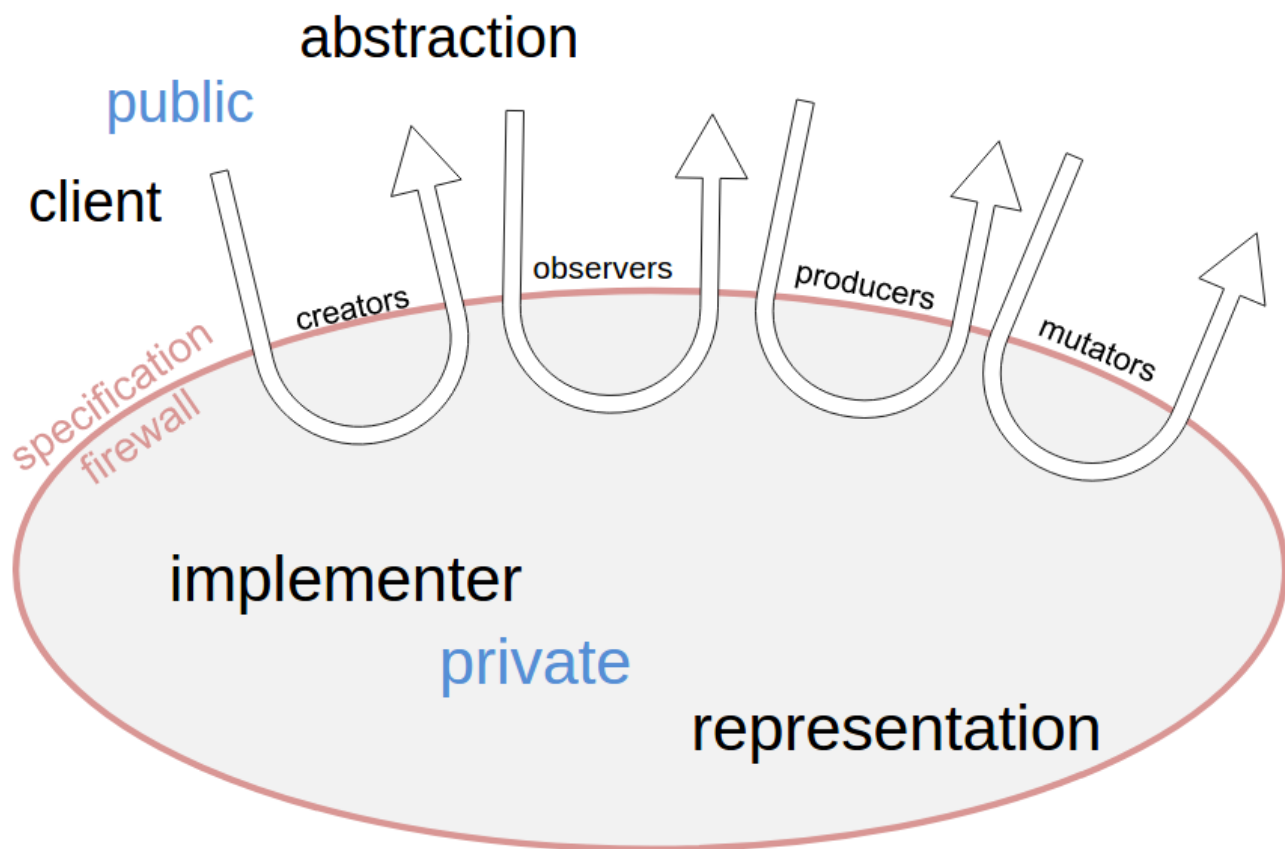 abstraction
public
client
creators
observers
producers
mutators
specification
firewall
implementer
private
representation